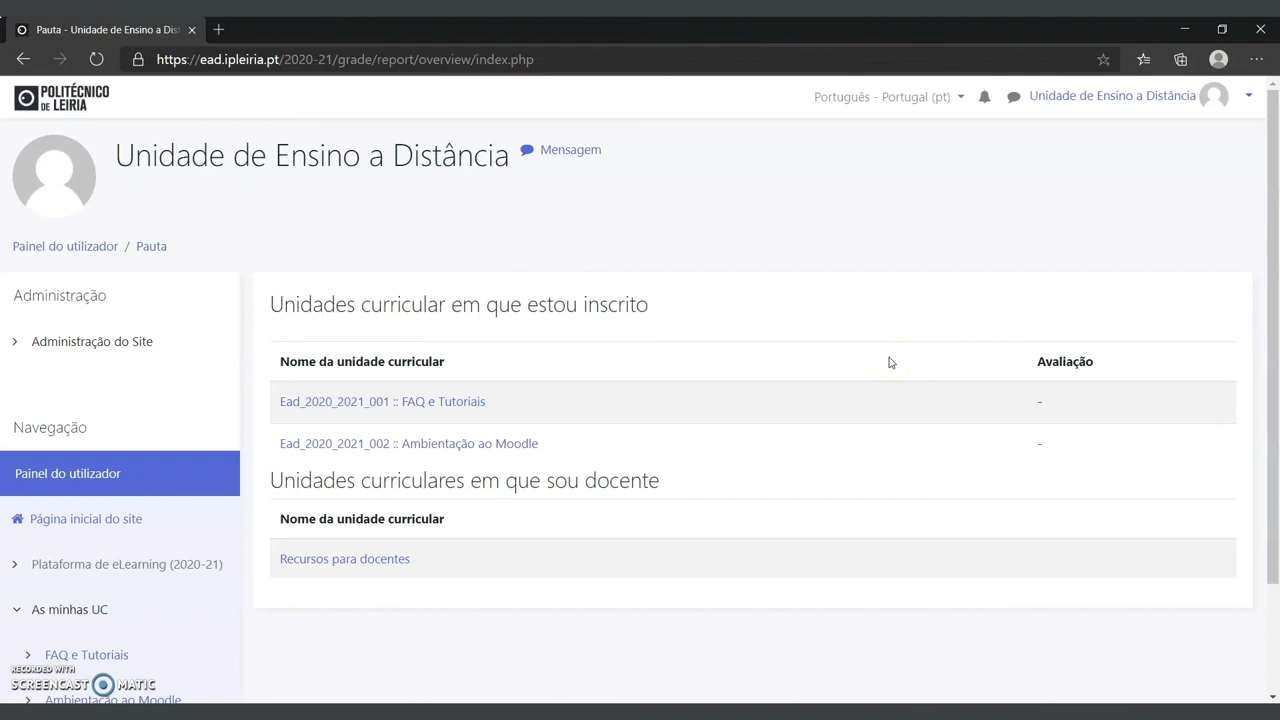 Pauta - Unidade de Ensino a Dis
https://ead.ipleiria.pt/2020-21/grade/report/overview/index.php
POLITÉCNICO
DE LEIRIA
Português - Portugal (pt)
Unidade de Ensino a Distância
Unidade de Ensino a Distância
Mensagem
Painel do utilizador / Pauta
Administração
Administração do Site
Navegação
Painel do utilizador
Página inicial do site
Plataforma de eLearning (2020-21)
As minhas UC
FAQ e Tutoriais
Ambientação ao Moodle
Unidades curricular em que estou inscrito
Nome da unidade curricular Avaliação
Ead_2020_2021_001 :: FAQ e Tutoriais -
Ead_2020_2021_002 :: Ambientação ao Moodle -
Unidades curriculares em que sou docente
Nome da unidade curricular
Recursos para docentes
RECORDED WITH
SCREENCAST MATIC